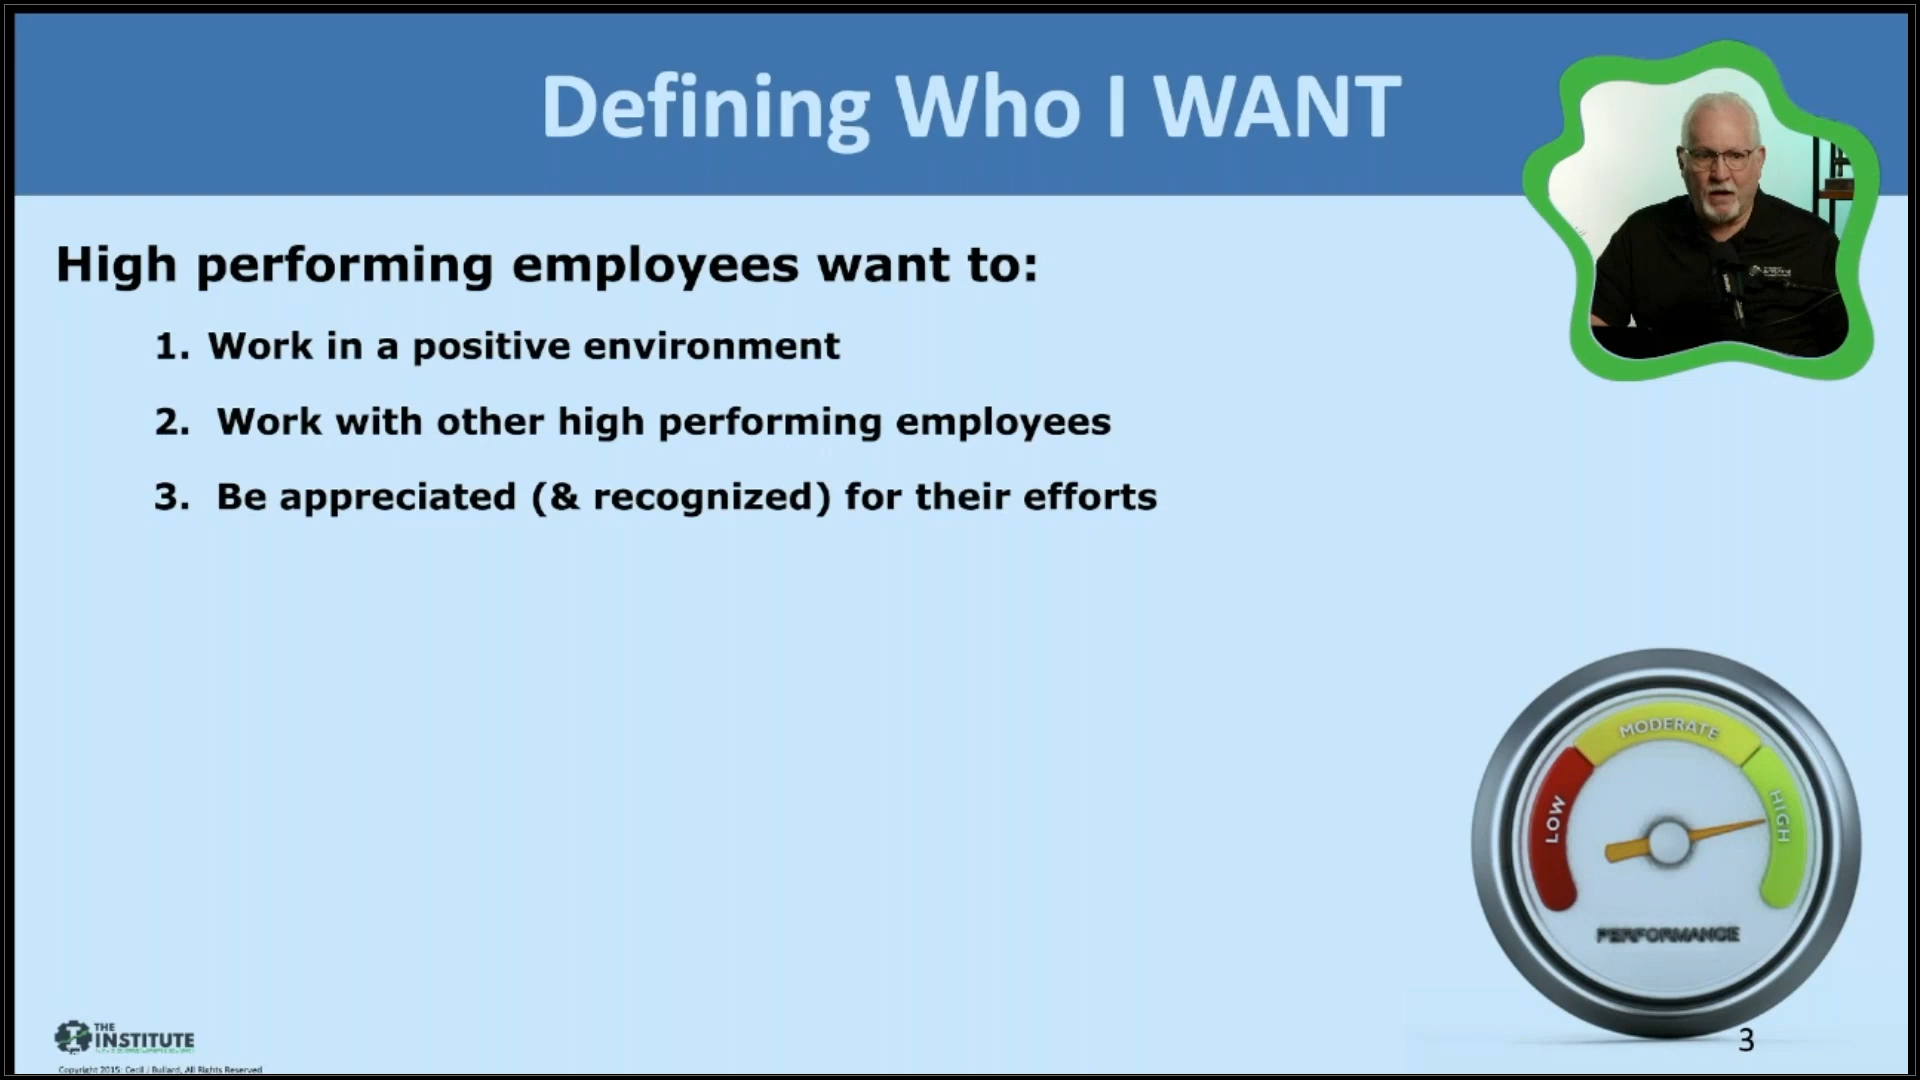 Defining Who I WANT
High performing employees want to:
1. Work in a positive environment
2. Work with other high performing employees
3. Be appreciated (& recognized) for their efforts
MODERATE
LOW
HIGH
PERFORMANCE
THE
INSTITUTE
3
Copyright 2015: Cecil J Bullard, All Rights Reserved